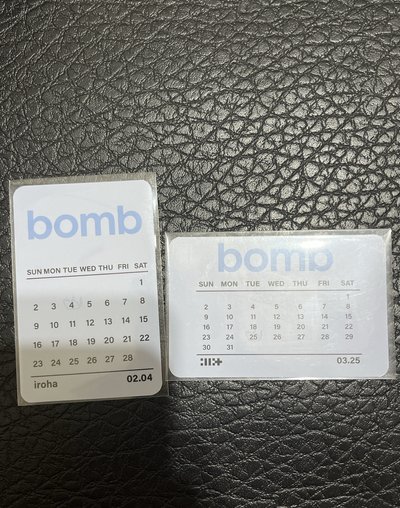 bomb
SUN MON TUE WED THU FRI SAT
1
2 3 4 5 6 7 8
9 10 11 12 13 14 15
16 17 18 19 20 21 22
23 24 25 26 27 28
iroha 02.04
bomb
SUN MON TUE WED THU FRI SAT
1
2 3 4 5 6 7 8
9 10 11 12 13 14 15
16 17 18 19 20 21 22
23 24 25 26 27 28 29
30 31
03.25